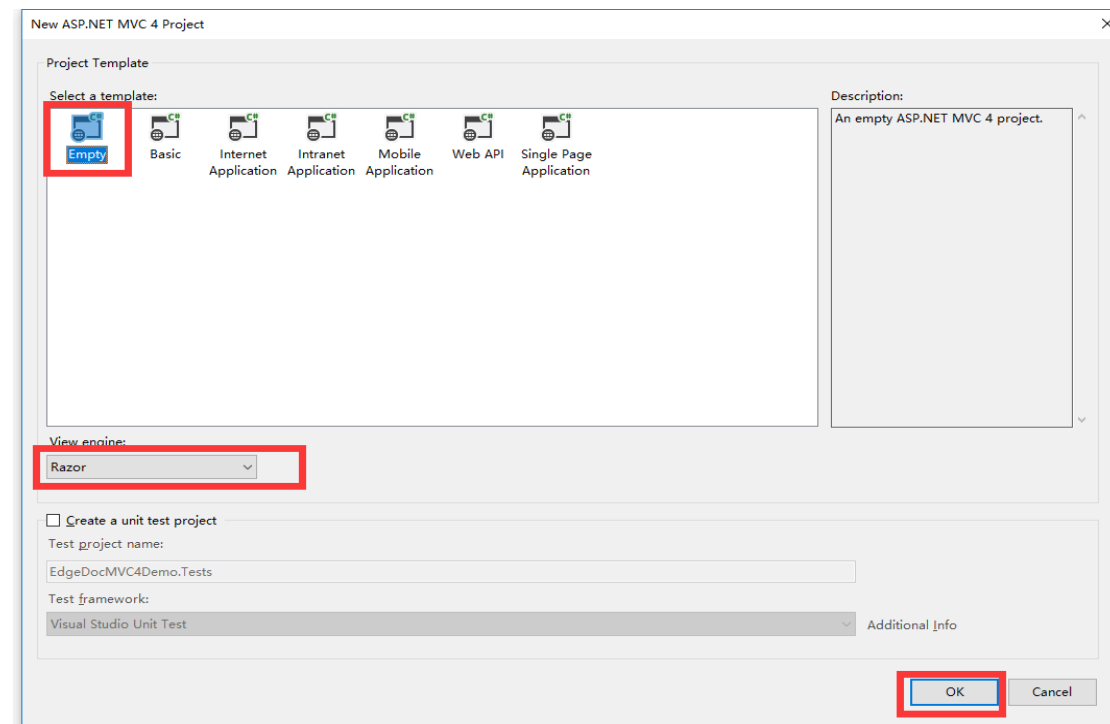 New ASP.NET MVC 4 Project
Project Template
Select a template:
Description:
C# C# C# C# C# C# C#
Empty Basic Internet Intranet Mobile Web API Single Page
Application Application Application Application
An empty ASP.NET MVC 4 project.
View engine:
Razor
Create a unit test project
Test project name:
EdgeDocMVC4Demo.Tests
Test framework:
Visual Studio Unit Test
Additional Info
OK
Cancel